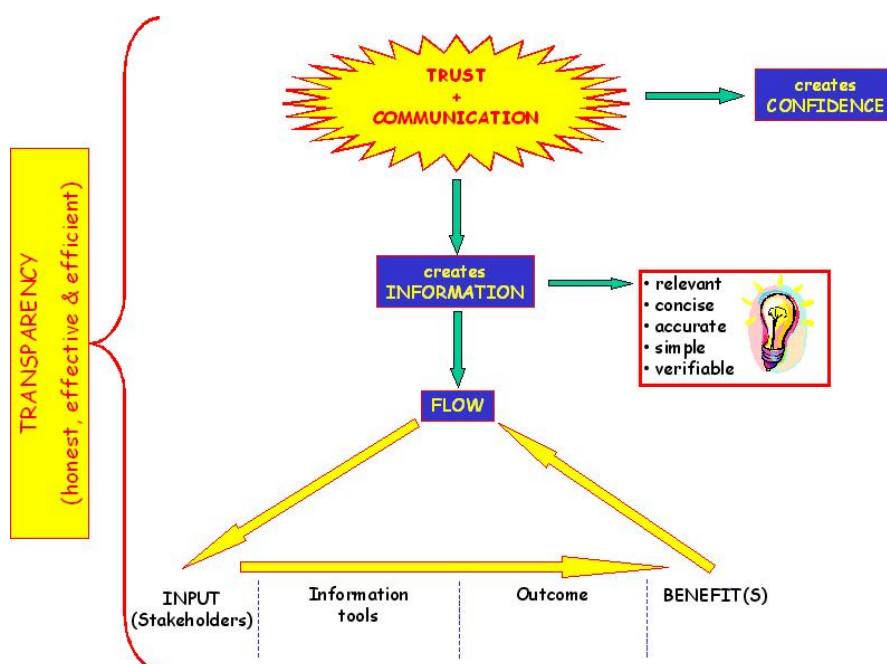 TRUST
+
COMMUNICATION
creates
CONFIDENCE
TRANSPARENCY
(honest, effective & efficient)
creates
INFORMATION
• relevant
• concise
• accurate
• simple
• verifiable
FLOW
INPUT
(Stakeholders)
Information
tools
Outcome
BENEFIT(S)